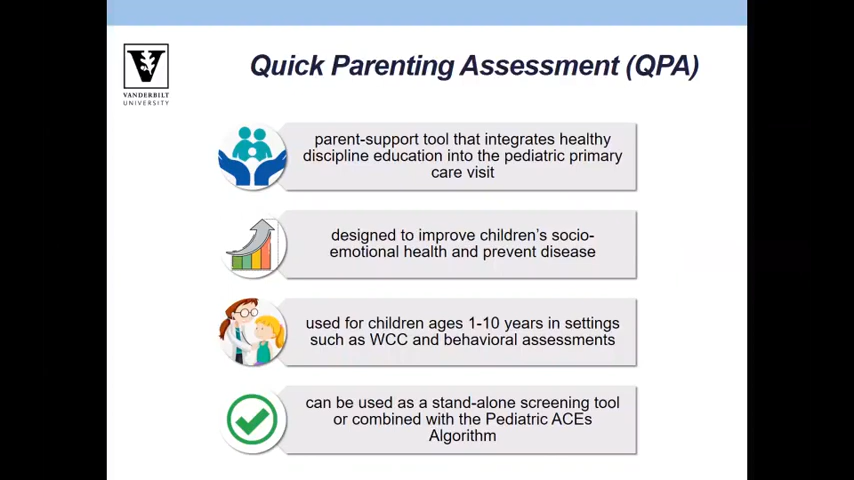 Quick Parenting Assessment (QPA)
V
VANDERBILT
UNIVERSITY
parent-support tool that integrates healthy
discipline education into the pediatric primary
care visit
designed to improve children's socio-
emotional health and prevent disease
used for children ages 1-10 years in settings
such as WCC and behavioral assessments
can be used as a stand-alone screening tool
or combined with the Pediatric ACEs
Algorithm